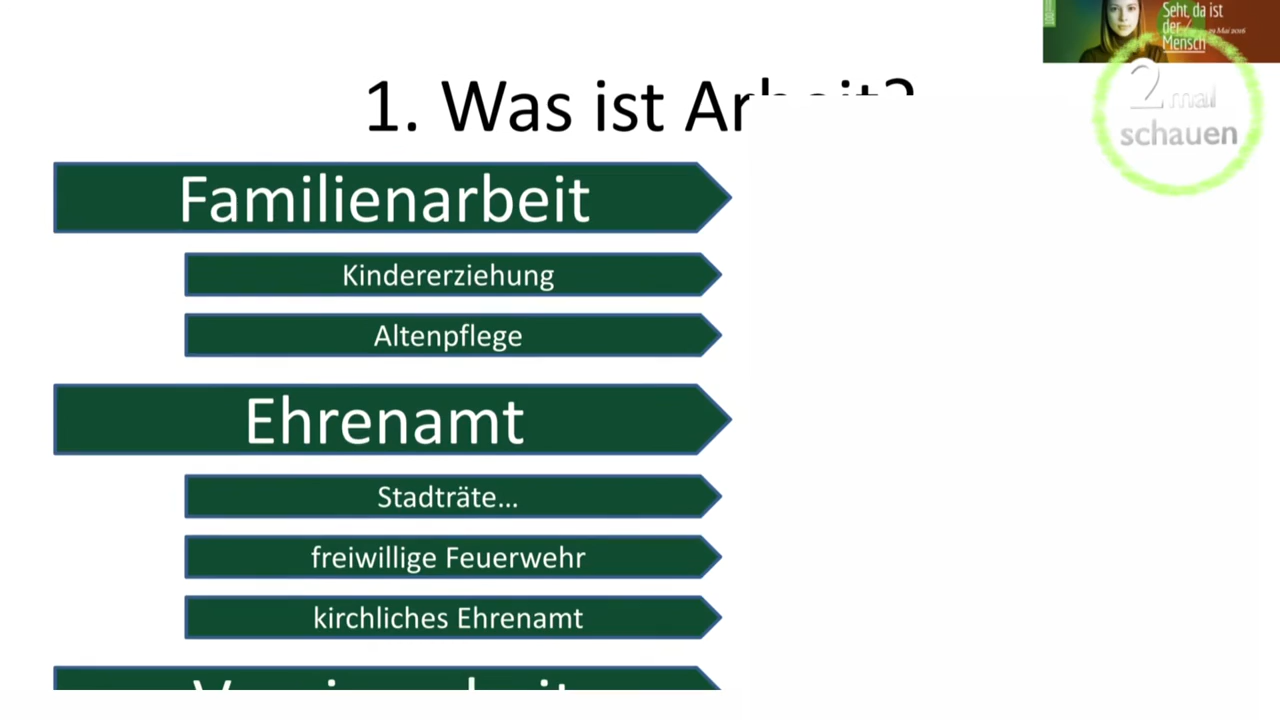 Seht, da ist
der
Mensch
2 mal
schauen
1. Was ist Arbeit?
Familienarbeit
Kindererziehung
Altenpflege
Ehrenamt
Stadträte...
freiwillige Feuerwehr
kirchliches Ehrenamt